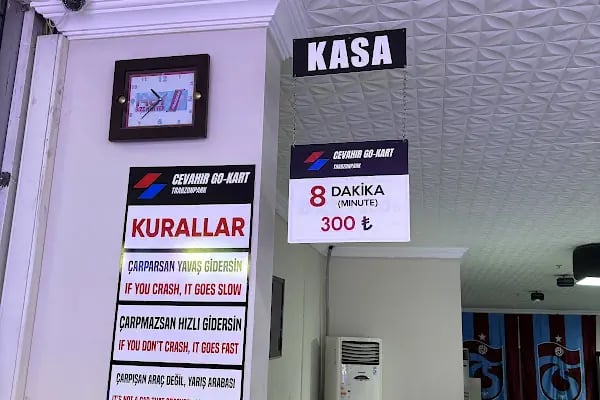 KASA
CEVAHIR GO-KART
TRABZONPARK
8 DAKİKA
(MINUTE)
300 ₺
CEVAHIR GO-KART
TRABZONPARK
KURALLAR
ÇARPARSAN YAVAŞ GİDERSİN
IF YOU CRASH, IT GOES SLOW
ÇARPMAZSAN HIZLI GİDERSİN
IF YOU DON'T CRASH, IT GOES FAST
ÇARPIŞAN ARAÇ DEĞİL, YARIŞ ARABASI